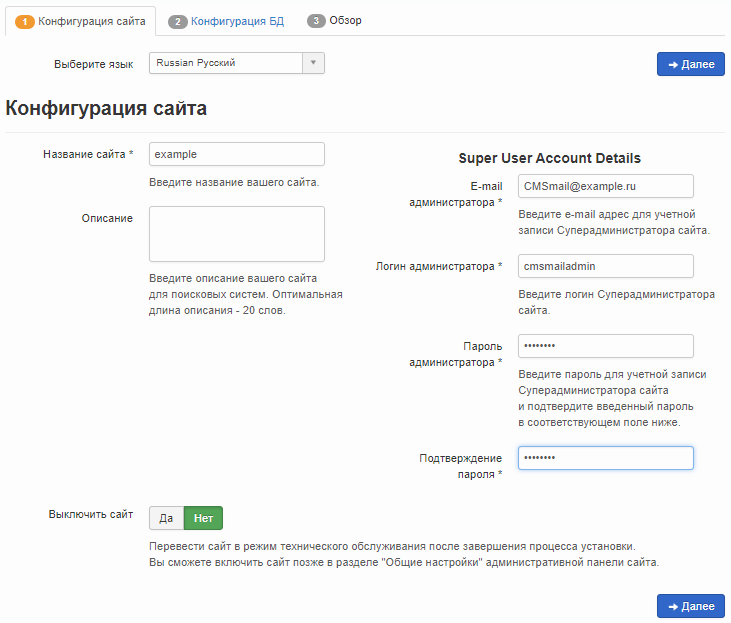 1 Конфигурация сайта
2 Конфигурация БД
3 Обзор
Выберите язык
Russian Русский
Далее
Конфигурация сайта
Название сайта *
example
Введите название вашего сайта.
Описание
Введите описание вашего сайта
для поисковых систем. Оптимальная
длина описания - 20 слов.
Super User Account Details
E-mail
администратора *
CMSmail@example.ru
Введите e-mail адрес для учетной
записи Суперадминистратора сайта.
Логин администратора *
cmsmailadmin
Введите логин Суперадминистратора
сайта.
Пароль
администратора *
••••••••
Введите пароль для учетной записи
Суперадминистратора сайта
и подтвердите введенный пароль
в соответствующем поле ниже.
Подтверждение
пароля *
••••••••
Выключить сайт
Да Нет
Перевести сайт в режим технического обслуживания после завершения процесса установки.
Вы сможете включить сайт позже в разделе "Общие настройки" административной панели сайта.
Далее